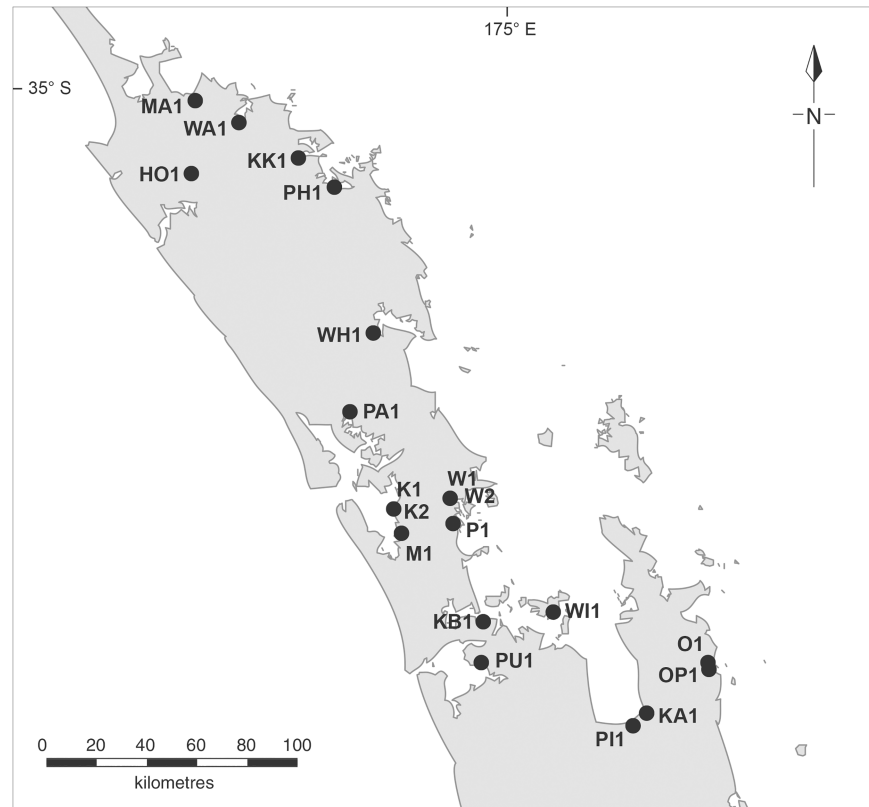 175° E
35° S
N
MA1
WA1
KK1
HO1
PH1
WH1
PA1
W1
K1
W2
K2
P1
M1
WI1
KB1
O1
PU1
OP1
KA1
PI1
0 20 40 60 80 100
kilometres